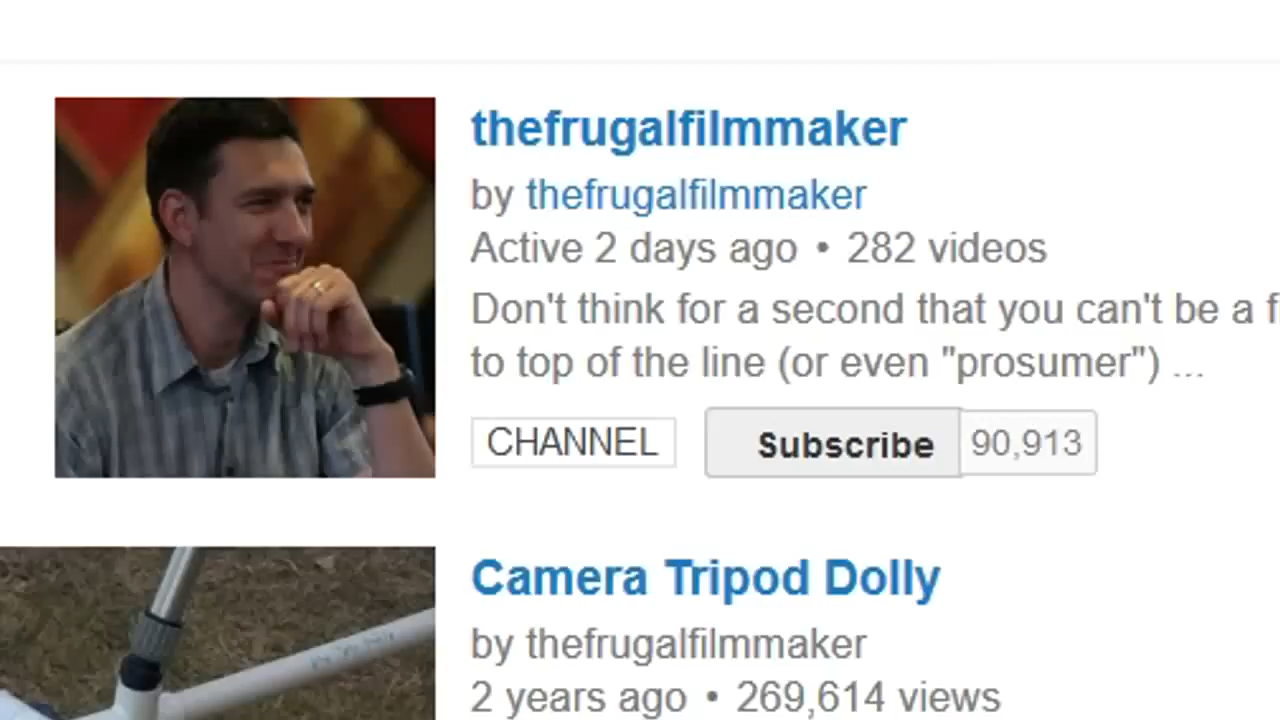 thefrugalfilmmaker
by thefrugalfilmmaker
Active 2 days ago • 282 videos
Don't think for a second that you can't be a f
to top of the line (or even "prosumer") ...
CHANNEL Subscribe 90,913
Camera Tripod Dolly
by thefrugalfilmmaker
2 years ago • 269,614 views